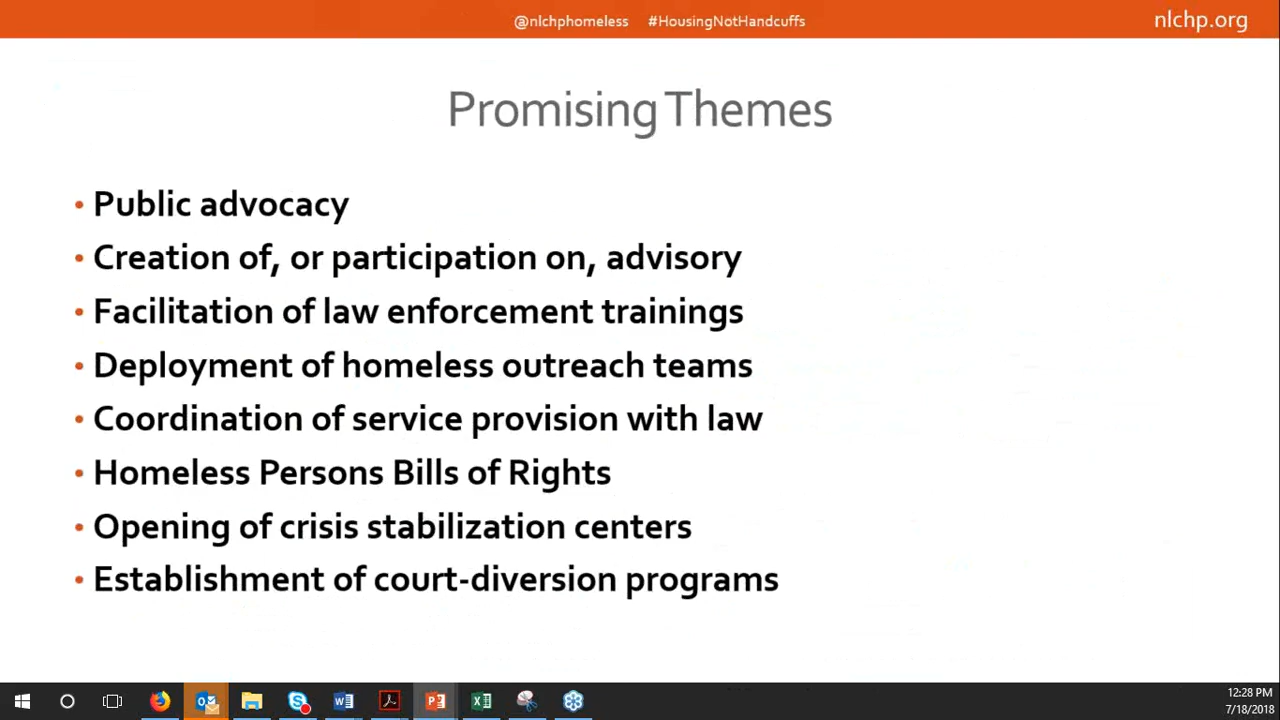 @nlchphomeless #HousingNotHandcuffs nlchp.org
Promising Themes
• Public advocacy
• Creation of, or participation on, advisory
• Facilitation of law enforcement trainings
• Deployment of homeless outreach teams
• Coordination of service provision with law
• Homeless Persons Bills of Rights
• Opening of crisis stabilization centers
• Establishment of court-diversion programs
12:28 PM
7/18/2018